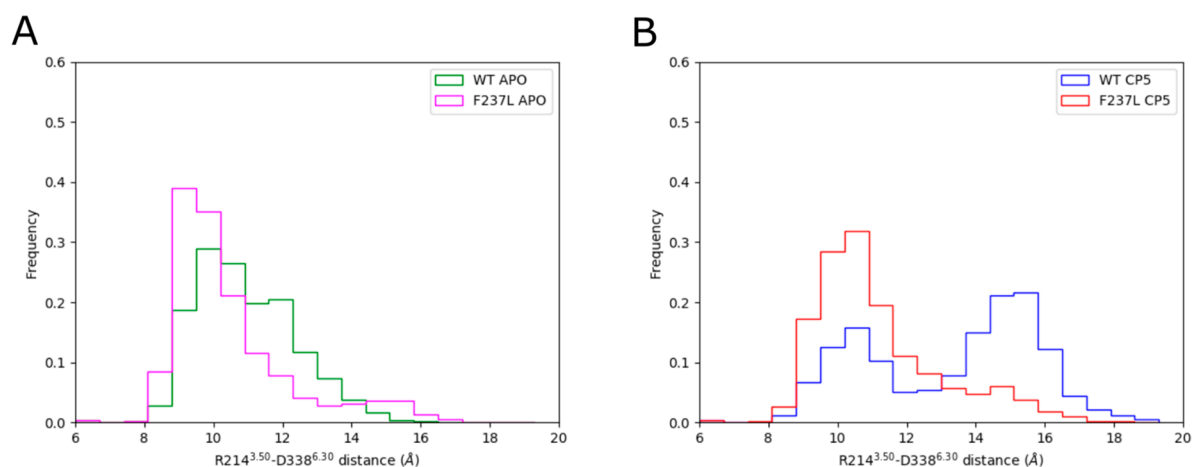 A
0.6
0.5
0.4
0.3
0.2
0.1
0.0
Frequency
6 8 10 12 14 16 18 20
R214³·⁵⁰-D338⁶·³⁰ distance (Å)
WT APO
F237L APO
B
0.6
0.5
0.4
0.3
0.2
0.1
0.0
Frequency
6 8 10 12 14 16 18 20
R214³·⁵⁰-D338⁶·³⁰ distance (Å)
WT CP5
F237L CP5